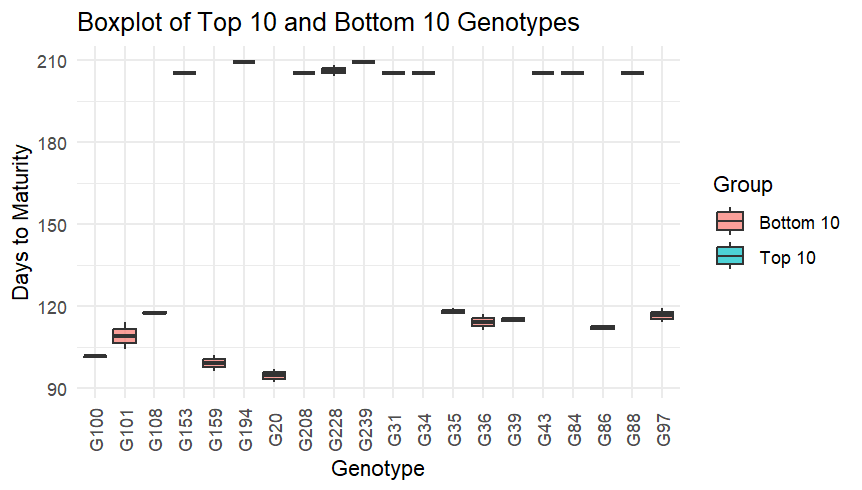 Boxplot of Top 10 and Bottom 10 Genotypes
Days to Maturity
210
180
150
120
90
G100
G101
G108
G153
G159
G194
G20
G208
G228
G239
G31
G34
G35
G36
G39
G43
G84
G86
G88
G97
Genotype
Group
Bottom 10
Top 10